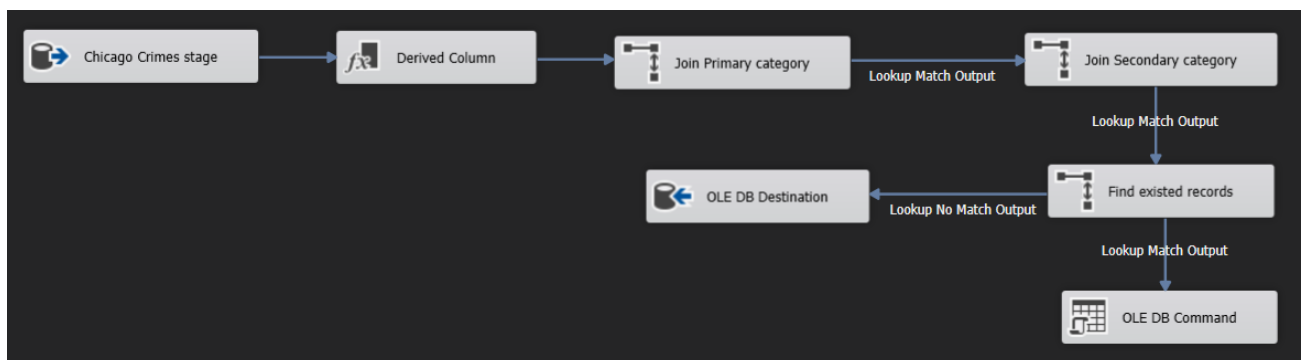 Chicago Crimes stage
Derived Column
Join Primary category
Lookup Match Output
Join Secondary category
Lookup Match Output
OLE DB Destination
Lookup No Match Output
Find existed records
Lookup Match Output
OLE DB Command